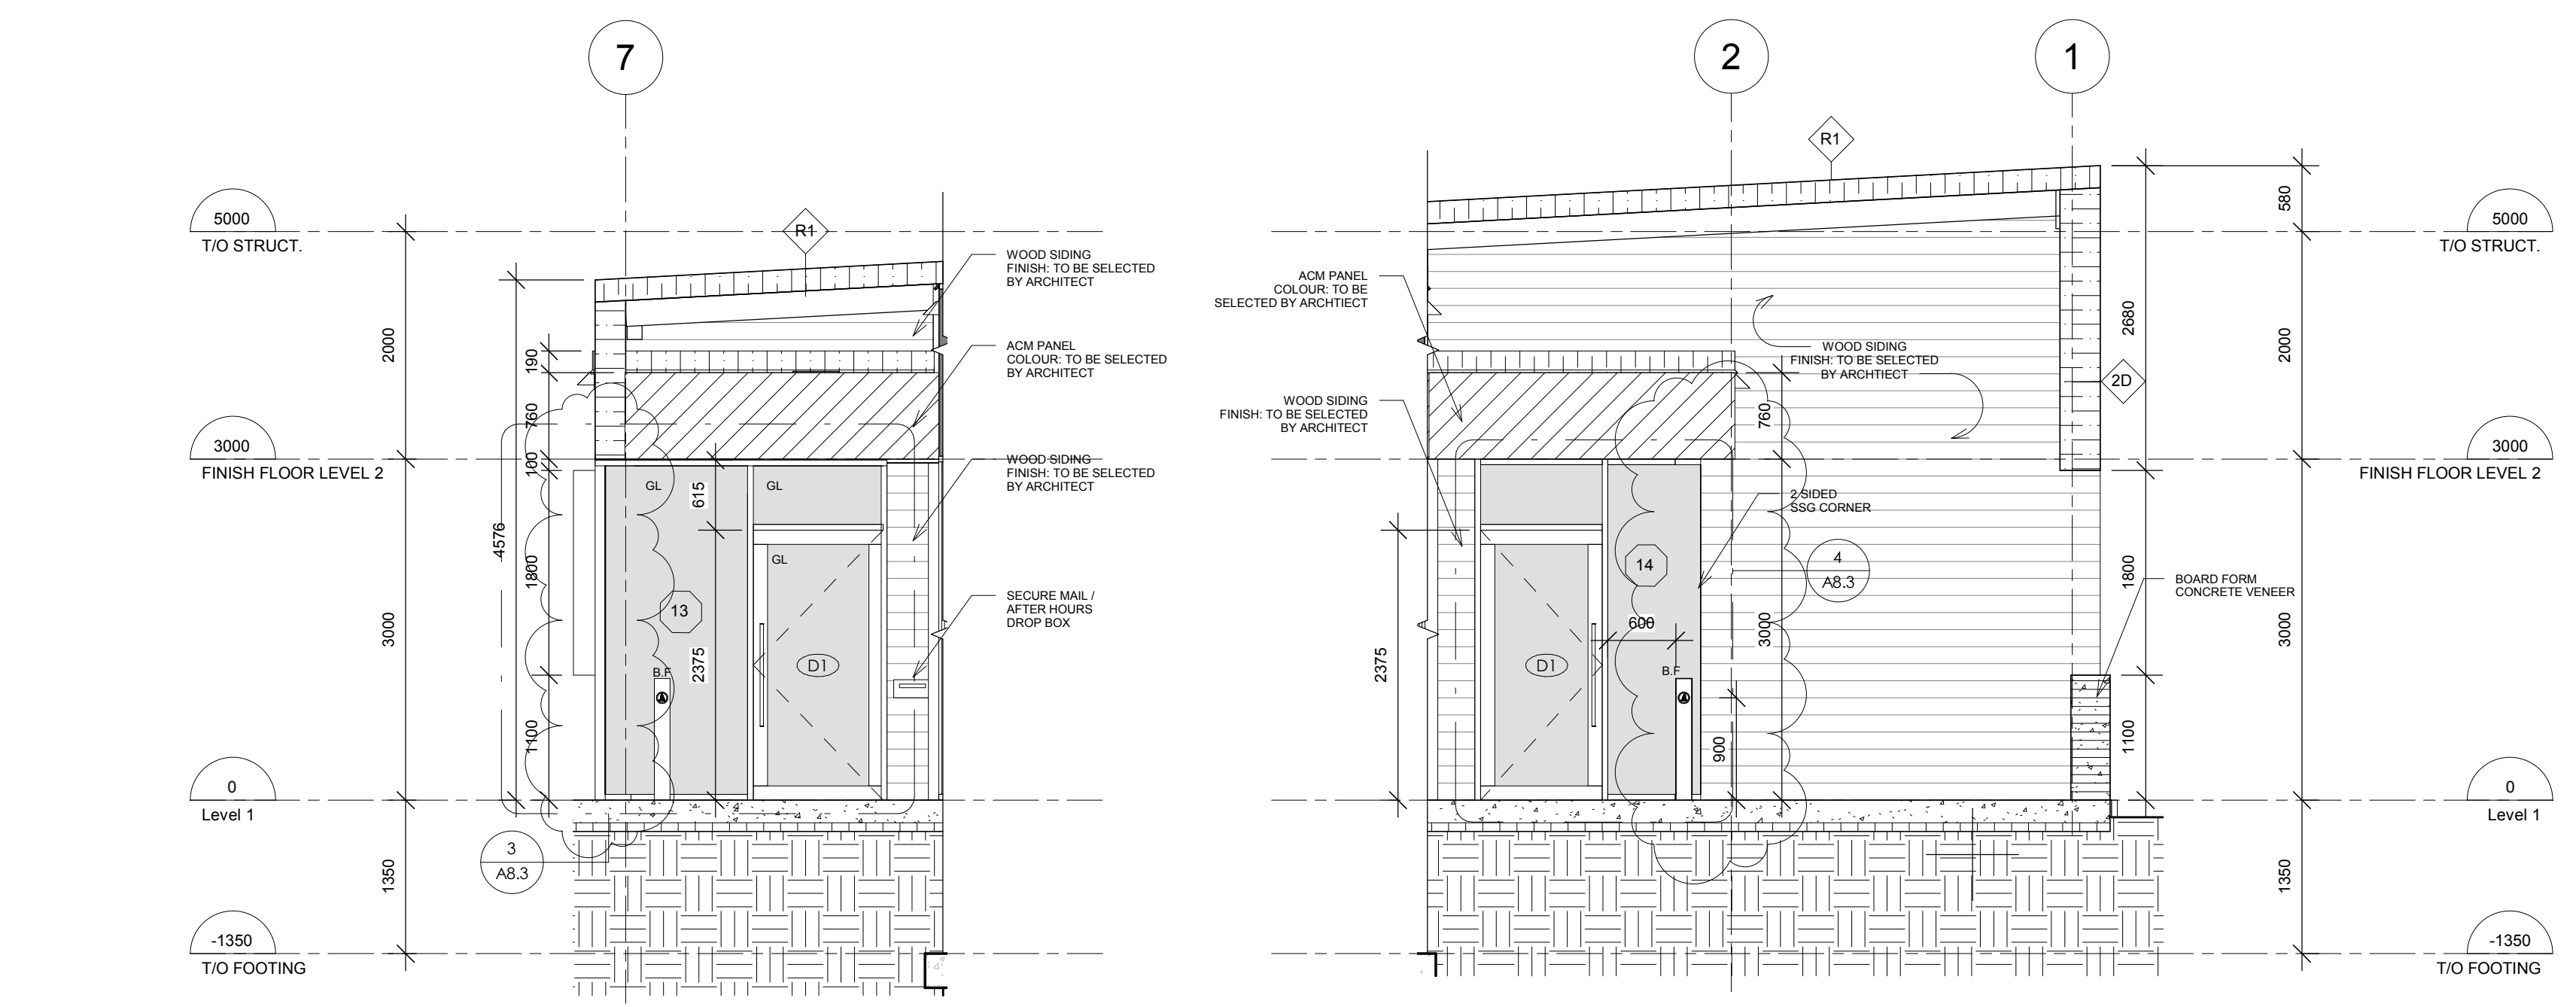 7
2
1
R1
R1
5000
T/O STRUCT.
5000
T/O STRUCT.
580
WOOD SIDING
FINISH: TO BE SELECTED
BY ARCHITECT
ACM PANEL
COLOUR: TO BE
SELECTED BY ARCHTIECT
2000
190
ACM PANEL
COLOUR: TO BE SELECTED
BY ARCHITECT
WOOD SIDING
FINISH: TO BE SELECTED
BY ARCHTIECT
2680
2000
2D
760
WOOD SIDING
FINISH: TO BE SELECTED
BY ARCHITECT
760
3000
FINISH FLOOR LEVEL 2
100
WOOD SIDING
FINISH: TO BE SELECTED
BY ARCHITECT
3000
FINISH FLOOR LEVEL 2
GL
615
GL
2 SIDED
SSG CORNER
4576
1800
GL
14
4
A8.3
1800
BOARD FORM
CONCRETE VENEER
3000
13
SECURE MAIL /
AFTER HOURS
DROP BOX
600
3000
3000
B.F
2375
D1
2375
D1
B.F
1100
900
1100
0
Level 1
0
Level 1
3
A8.3
1350
1350
-1350
T/O FOOTING
-1350
T/O FOOTING